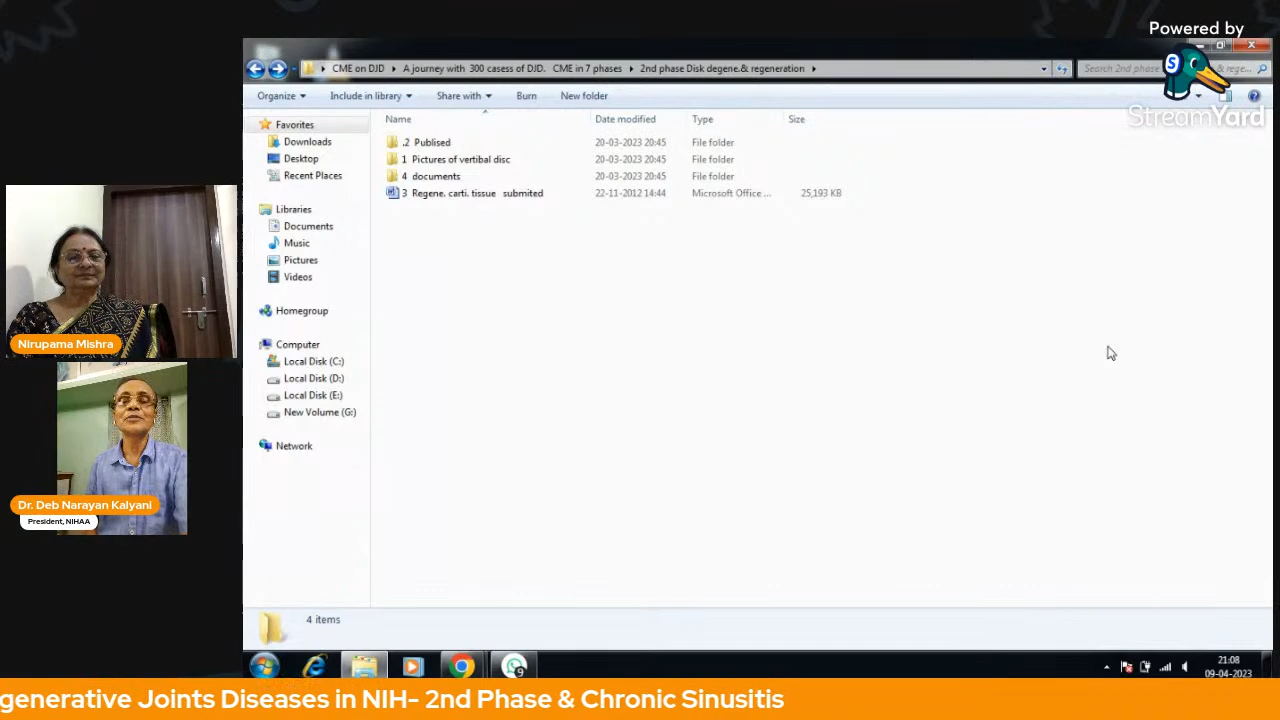 Powered by
StreamYard
CME on DJD
A journey with 300 casess of DJD. CME in 7 phases
2nd phase Disk degene.& regeneration
Search 2nd phase
Organize
Include in library
Share with
Burn
New folder
Favorites
Downloads
Desktop
Recent Places
Libraries
Documents
Music
Pictures
Videos
Homegroup
Computer
Local Disk (C:)
Local Disk (D:)
Local Disk (E:)
New Volume (G:)
Network
Name Date modified Type Size
.2 Publised 20-03-2023 20:45 File folder
1 Pictures of vertibal disc 20-03-2023 20:45 File folder
4 documents 20-03-2023 20:45 File folder
3 Regene. carti. tissue submited 22-11-2012 14:44 Microsoft Office ... 25,193 KB
Nirupama Mishra
Dr. Deb Narayan Kalyani
President, NIHAA
4 items
9
21:08
09-04-2023
generative Joints Diseases in NIH- 2nd Phase & Chronic Sinusitis